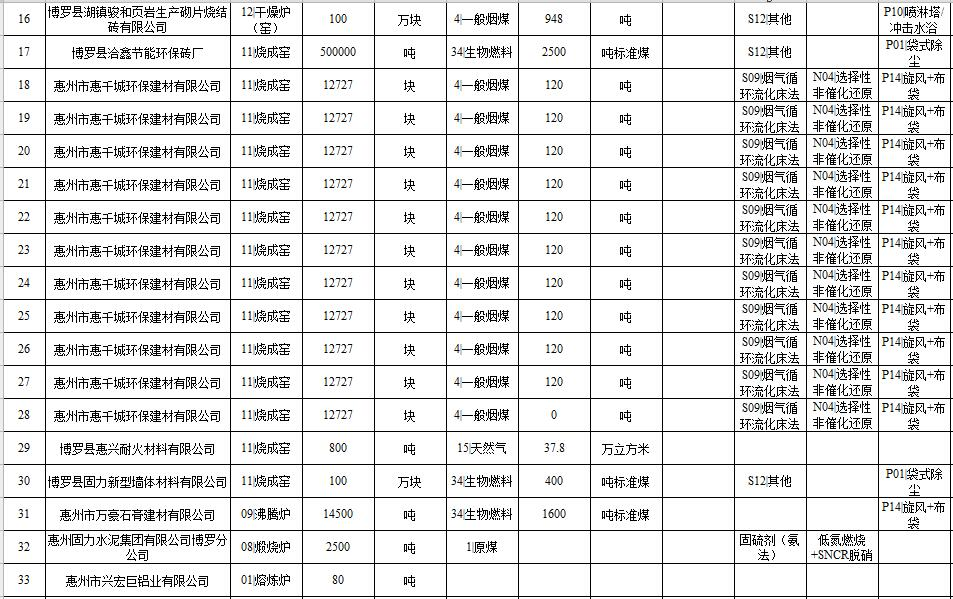 16 博罗县湖镇骏和页岩生产砌片烧结砖有限公司 12|干燥炉（窑） 100 万块 4|一般烟煤 948 吨 S12|其他 P10|喷淋塔/冲击水浴
17 博罗县洽鑫节能环保砖厂 11|烧成窑 500000 吨 34|生物燃料 2500 吨标准煤 S12|其他 P01|袋式除尘
18 惠州市惠千城环保建材有限公司 11|烧成窑 12727 块 4|一般烟煤 120 吨 S09|烟气循环流化床法 N04|选择性非催化还原 P14|旋风+布袋
19 惠州市惠千城环保建材有限公司 11|烧成窑 12727 块 4|一般烟煤 120 吨 S09|烟气循环流化床法 N04|选择性非催化还原 P14|旋风+布袋
20 惠州市惠千城环保建材有限公司 11|烧成窑 12727 块 4|一般烟煤 120 吨 S09|烟气循环流化床法 N04|选择性非催化还原 P14|旋风+布袋
21 惠州市惠千城环保建材有限公司 11|烧成窑 12727 块 4|一般烟煤 120 吨 S09|烟气循环流化床法 N04|选择性非催化还原 P14|旋风+布袋
22 惠州市惠千城环保建材有限公司 11|烧成窑 12727 块 4|一般烟煤 120 吨 S09|烟气循环流化床法 N04|选择性非催化还原 P14|旋风+布袋
23 惠州市惠千城环保建材有限公司 11|烧成窑 12727 块 4|一般烟煤 120 吨 S09|烟气循环流化床法 N04|选择性非催化还原 P14|旋风+布袋
24 惠州市惠千城环保建材有限公司 11|烧成窑 12727 块 4|一般烟煤 120 吨 S09|烟气循环流化床法 N04|选择性非催化还原 P14|旋风+布袋
25 惠州市惠千城环保建材有限公司 11|烧成窑 12727 块 4|一般烟煤 120 吨 S09|烟气循环流化床法 N04|选择性非催化还原 P14|旋风+布袋
26 惠州市惠千城环保建材有限公司 11|烧成窑 12727 块 4|一般烟煤 120 吨 S09|烟气循环流化床法 N04|选择性非催化还原 P14|旋风+布袋
27 惠州市惠千城环保建材有限公司 11|烧成窑 12727 块 4|一般烟煤 120 吨 S09|烟气循环流化床法 N04|选择性非催化还原 P14|旋风+布袋
28 惠州市惠千城环保建材有限公司 11|烧成窑 12727 块 4|一般烟煤 0 吨 S09|烟气循环流化床法 N04|选择性非催化还原 P14|旋风+布袋
29 博罗县惠兴耐火材料有限公司 11|烧成窑 800 吨 15|天然气 37.8 万立方米
30 博罗县固力新型墙体材料有限公司 11|烧成窑 100 万块 34|生物燃料 400 吨标准煤 S12|其他 P01|袋式除尘
31 惠州市万豪石膏建材有限公司 09|沸腾炉 14500 吨 34|生物燃料 1600 吨标准煤 P14|旋风+布袋
32 惠州固力水泥集团有限公司博罗分公司 08|煅烧炉 2500 吨 1|原煤 固硫剂（氨法） 低氮燃烧+SNCR脱硝
33 惠州市兴宏巨铝业有限公司 01|熔炼炉 80 吨